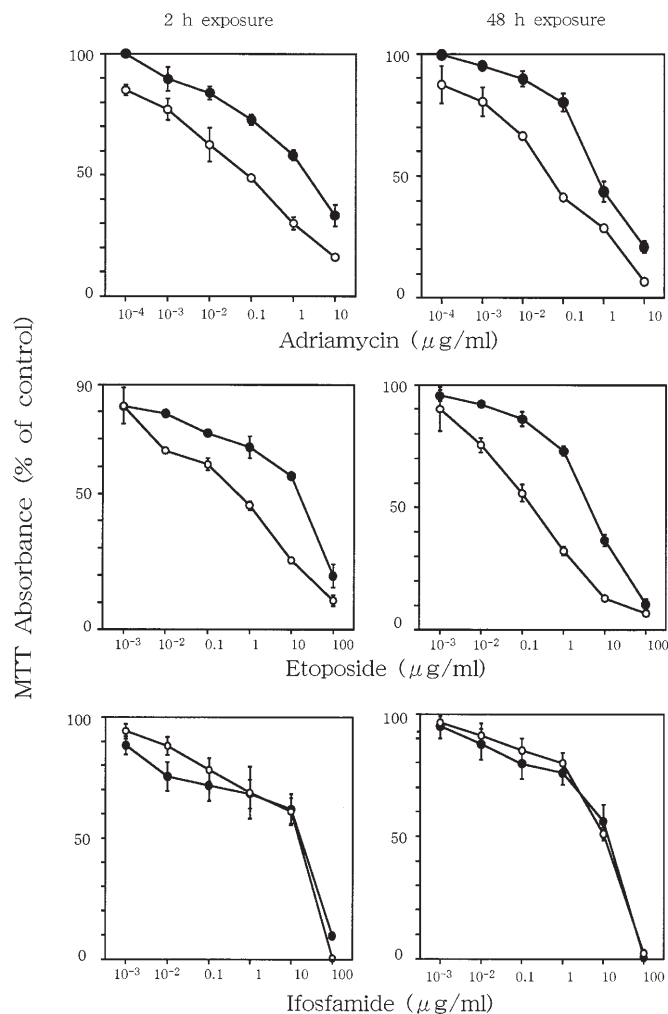 2 h exposure 48 h exposure
100 100
50 50
0 0
10⁻⁴ 10⁻³ 10⁻² 0.1 1 10 10⁻⁴ 10⁻³ 10⁻² 0.1 1 10
Adriamycin (μg/ml)
MTT Absorbance (% of control)
90 100
50 50
0 0
10⁻³ 10⁻² 0.1 1 10 100 10⁻³ 10⁻² 0.1 1 10 100
Etoposide (μg/ml)
100 100
50 50
0 0
10⁻³ 10⁻² 0.1 1 10 100 10⁻³ 10⁻² 0.1 1 10 100
Ifosfamide (μg/ml)